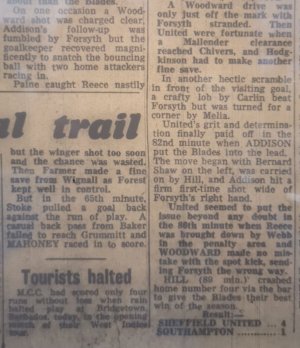 about than the Blades.
On one occasion a Wood-
ward shot was charged clear.
Addison's follow-up was
fumbled by Forsyth but the
goalkeeper recovered magni-
ficently to snatch the bouncing
ball with two home attackers
racing in.
Paine caught Reece nastily
al trail
but the winger shot too soon
and the chance was wasted.
Then Farmer made a fine
save from Wignall as Forest
kept well in control.
But in the 65th minute,
Stoke pulled a goal back
against the run of play. A
casual back pass from Baker
failed to reach Grummitt and
MAHONEY raced in to score.
Tourists halted
M.C.C. had scored only four
runs without loss when rain
halted play at Bridgetown,
Barbados, today, in the opening
match of their West Indies
tour.
A Woodward drive was
only just off the mark with
Forsyth stranded. Then
United were fortunate when
a Mallender clearance
reached Chivers, and Hodg-
kinson had to make another
fine save.
In another hectic scramble
in front of the visiting goal,
a crafty lob by Carlin beat
Forsyth but was turned for a
corner by Melia.
United's grit and determina-
tion finally paid off in the
82nd minute when ADDISON
put the Blades into the lead.
The move began with Bernard
Shaw on the left, was carried
on by Hill, and Addison hit a
firm first-time shot wide of
Forsyth's right hand.
United seemed to put the
issue beyond any doubt in
the 86th minute when Reece
was brought down by Webb
in the penalty area and
WOODWARD made no mis-
take with the spot kick, send-
ing Forsyth the wrong way.
HILL (89 min.) crashed
home number four via the bar
to give the Blades their best
win of the season.
Result:—
SHEFFIELD UNITED ... 4
SOUTHAMPTON 1